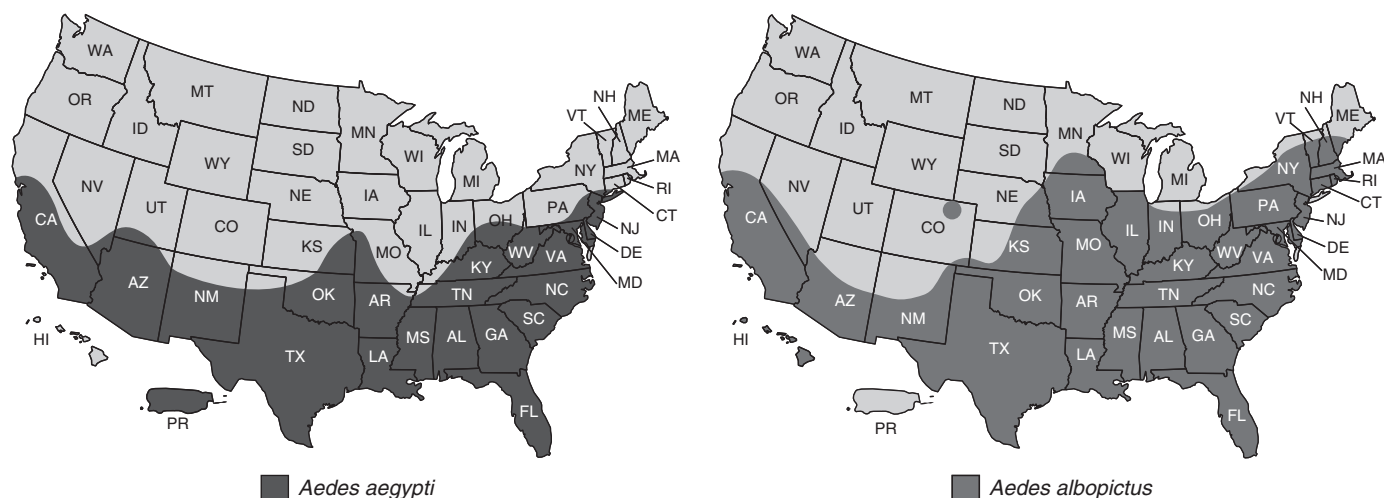 WA
OR
ID
MT
ND
MN
WI
MI
VT
NH
ME
MA
RI
CT
NY
PA
NJ
DE
MD
SD
WY
NE
IA
NV
UT
CO
KS
MO
IL
IN
OH
KY
WV
VA
CA
AZ
NM
OK
AR
TN
NC
SC
MS
AL
GA
TX
LA
FL
HI
PR
Aedes aegypti
WA
OR
ID
MT
ND
MN
WI
MI
VT
NH
ME
MA
RI
CT
NY
PA
NJ
DE
MD
SD
WY
NE
IA
NV
UT
CO
KS
MO
IL
IN
OH
KY
WV
VA
CA
AZ
NM
OK
AR
TN
NC
SC
MS
AL
GA
TX
LA
FL
HI
PR
Aedes albopictus